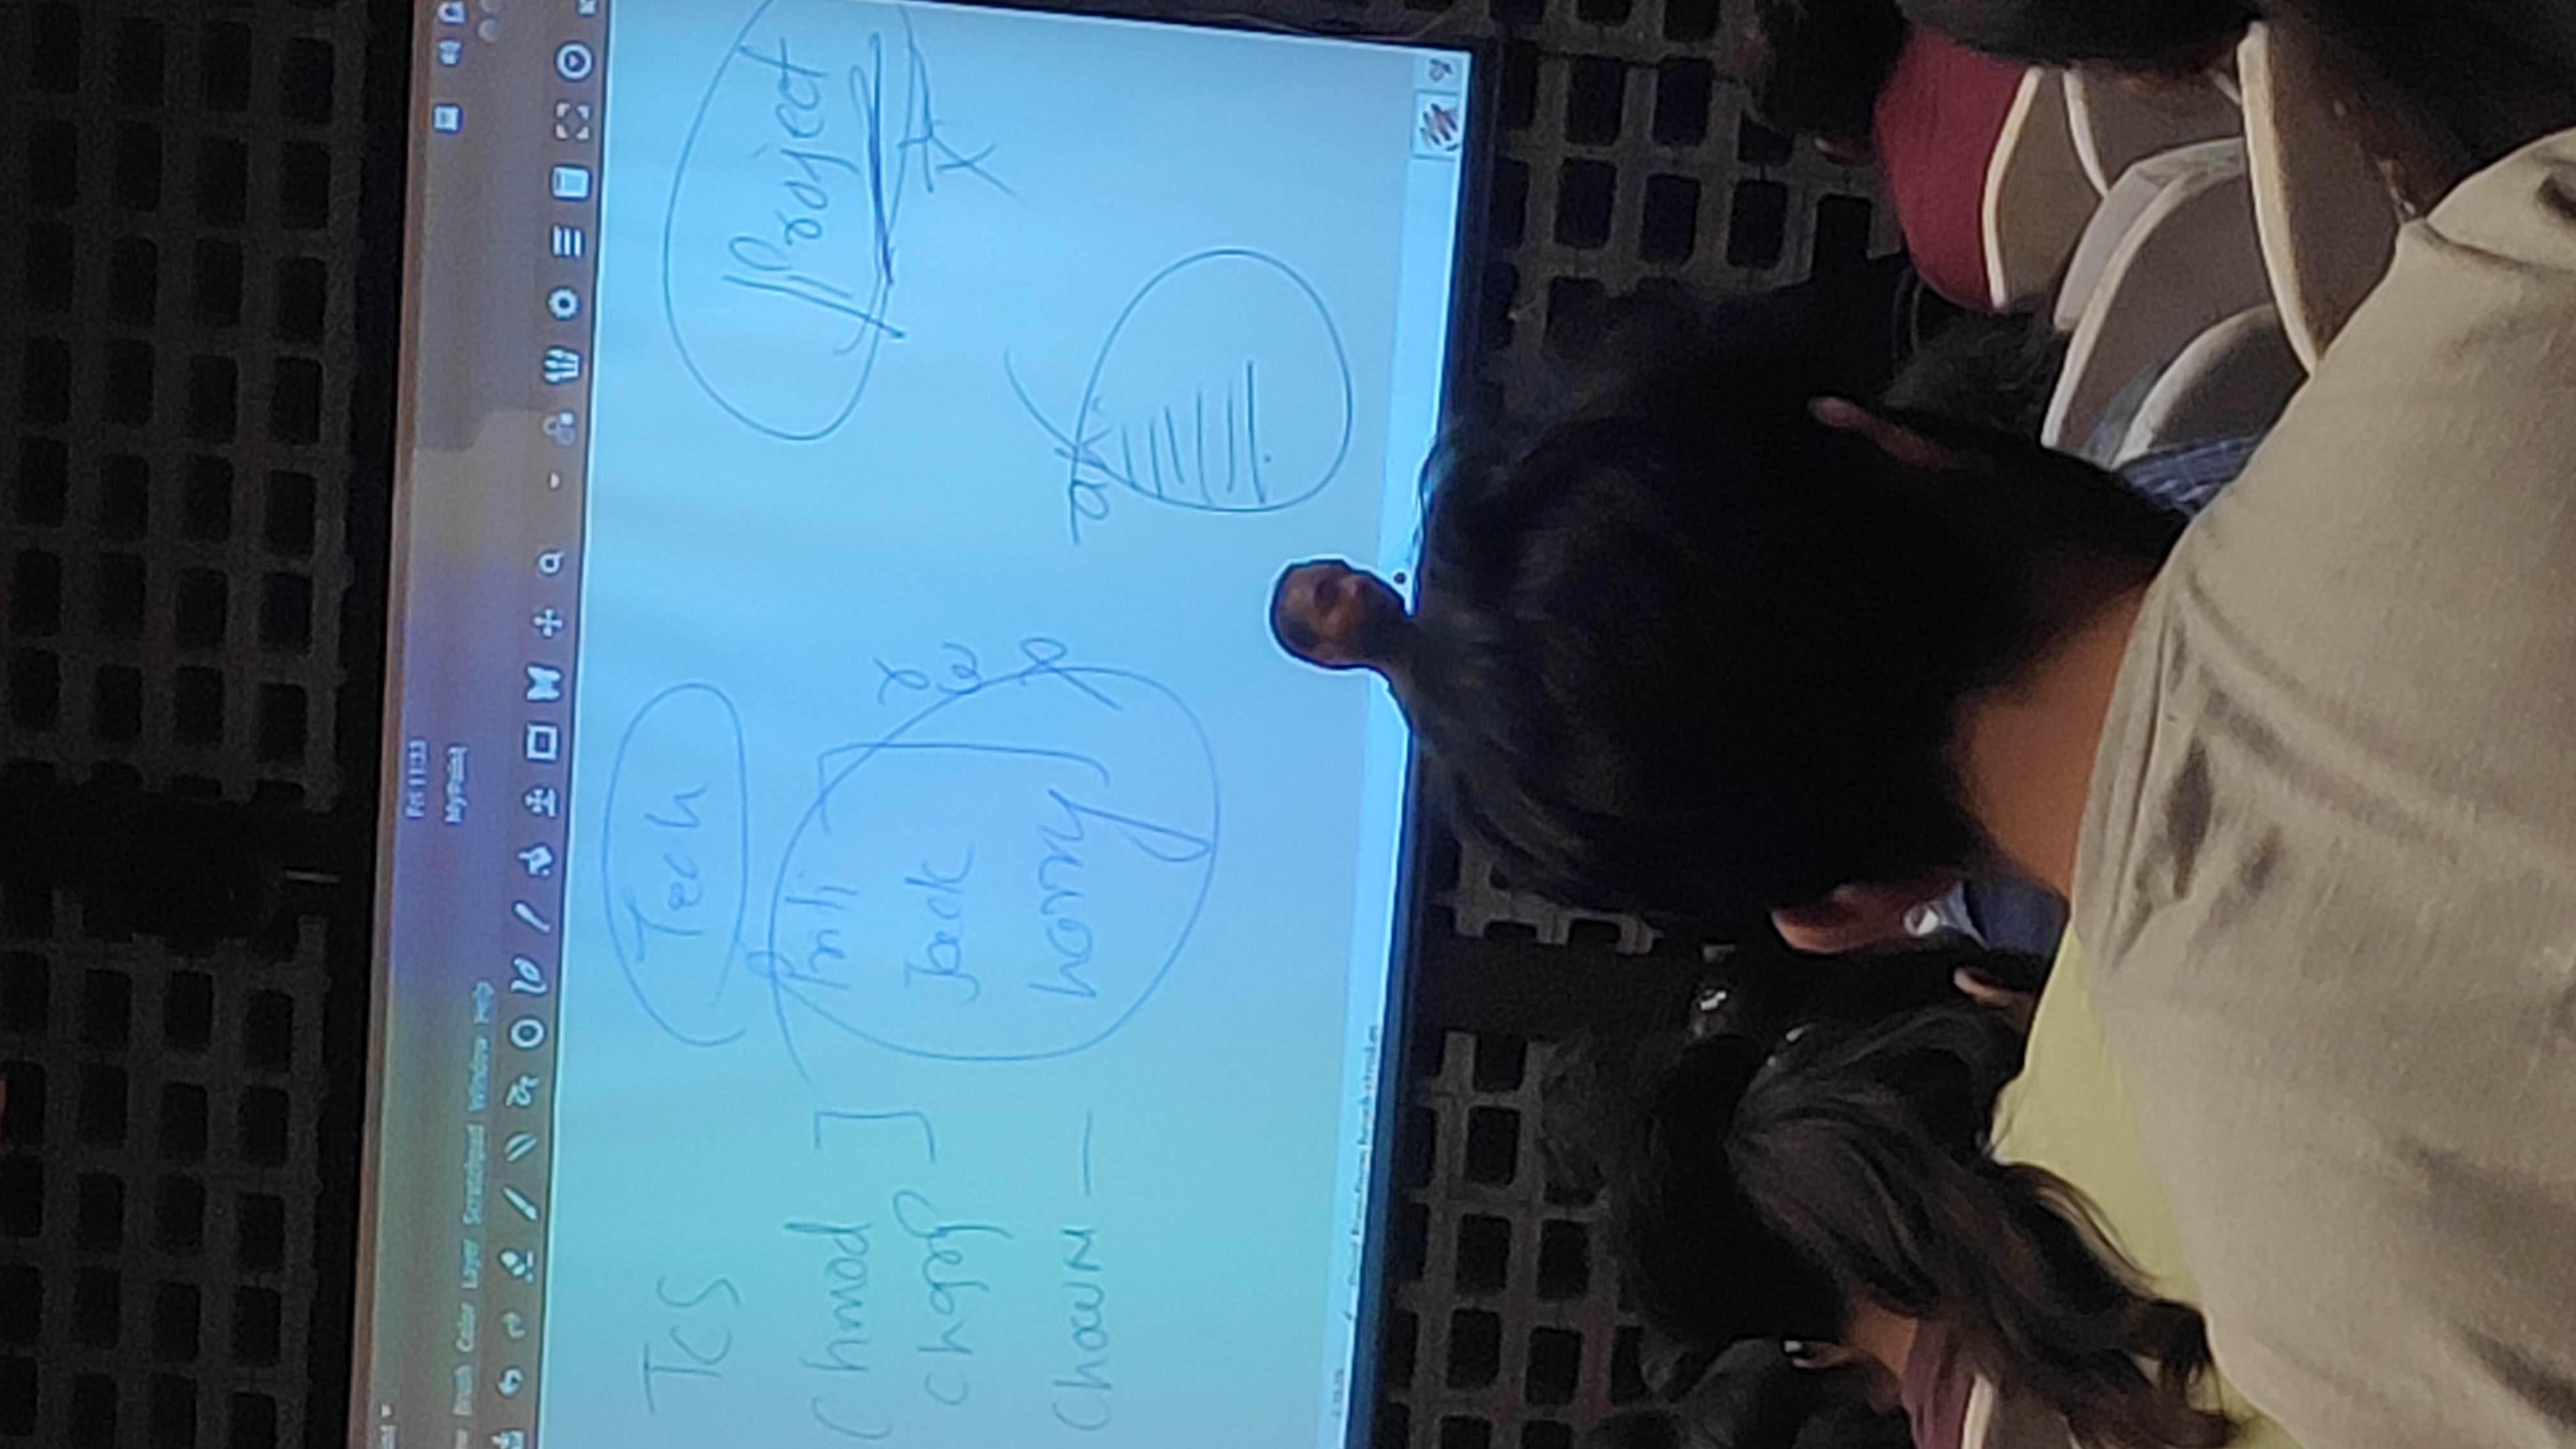 Fri 11:33
MyPaint
Brush Color Layer Scratchpad Window Help
TCS
Tech
/Project
x
Chmod
Priti
r
chgrp
Jack
w
x
Chown —
harry